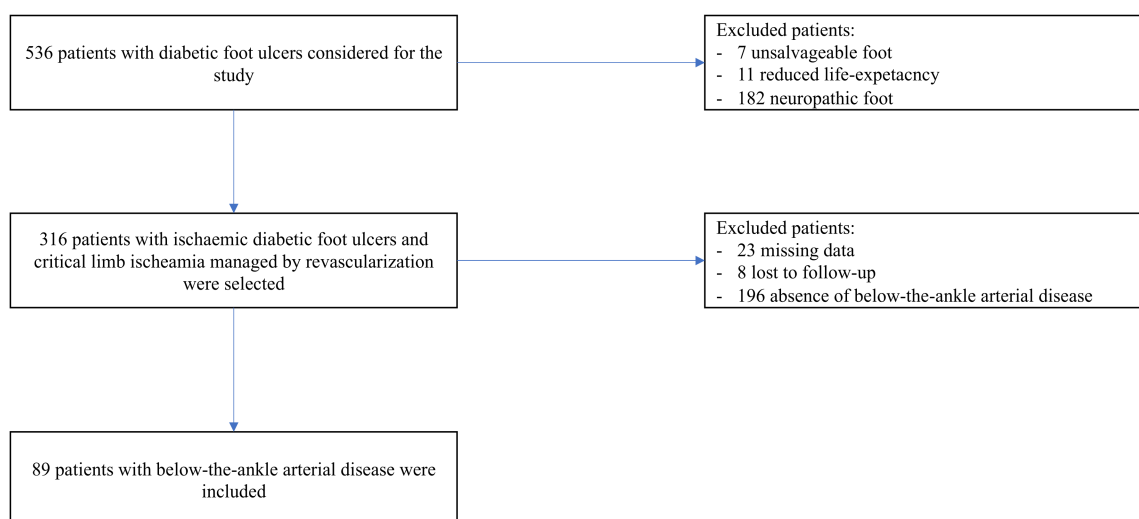 536 patients with diabetic foot ulcers considered for the
study
Excluded patients:
- 7 unsalvageable foot
- 11 reduced life-expetacncy
- 182 neuropathic foot
316 patients with ischaemic diabetic foot ulcers and
critical limb ischeamia managed by revascularization
were selected
Excluded patients:
- 23 missing data
- 8 lost to follow-up
- 196 absence of below-the-ankle arterial disease
89 patients with below-the-ankle arterial disease were
included